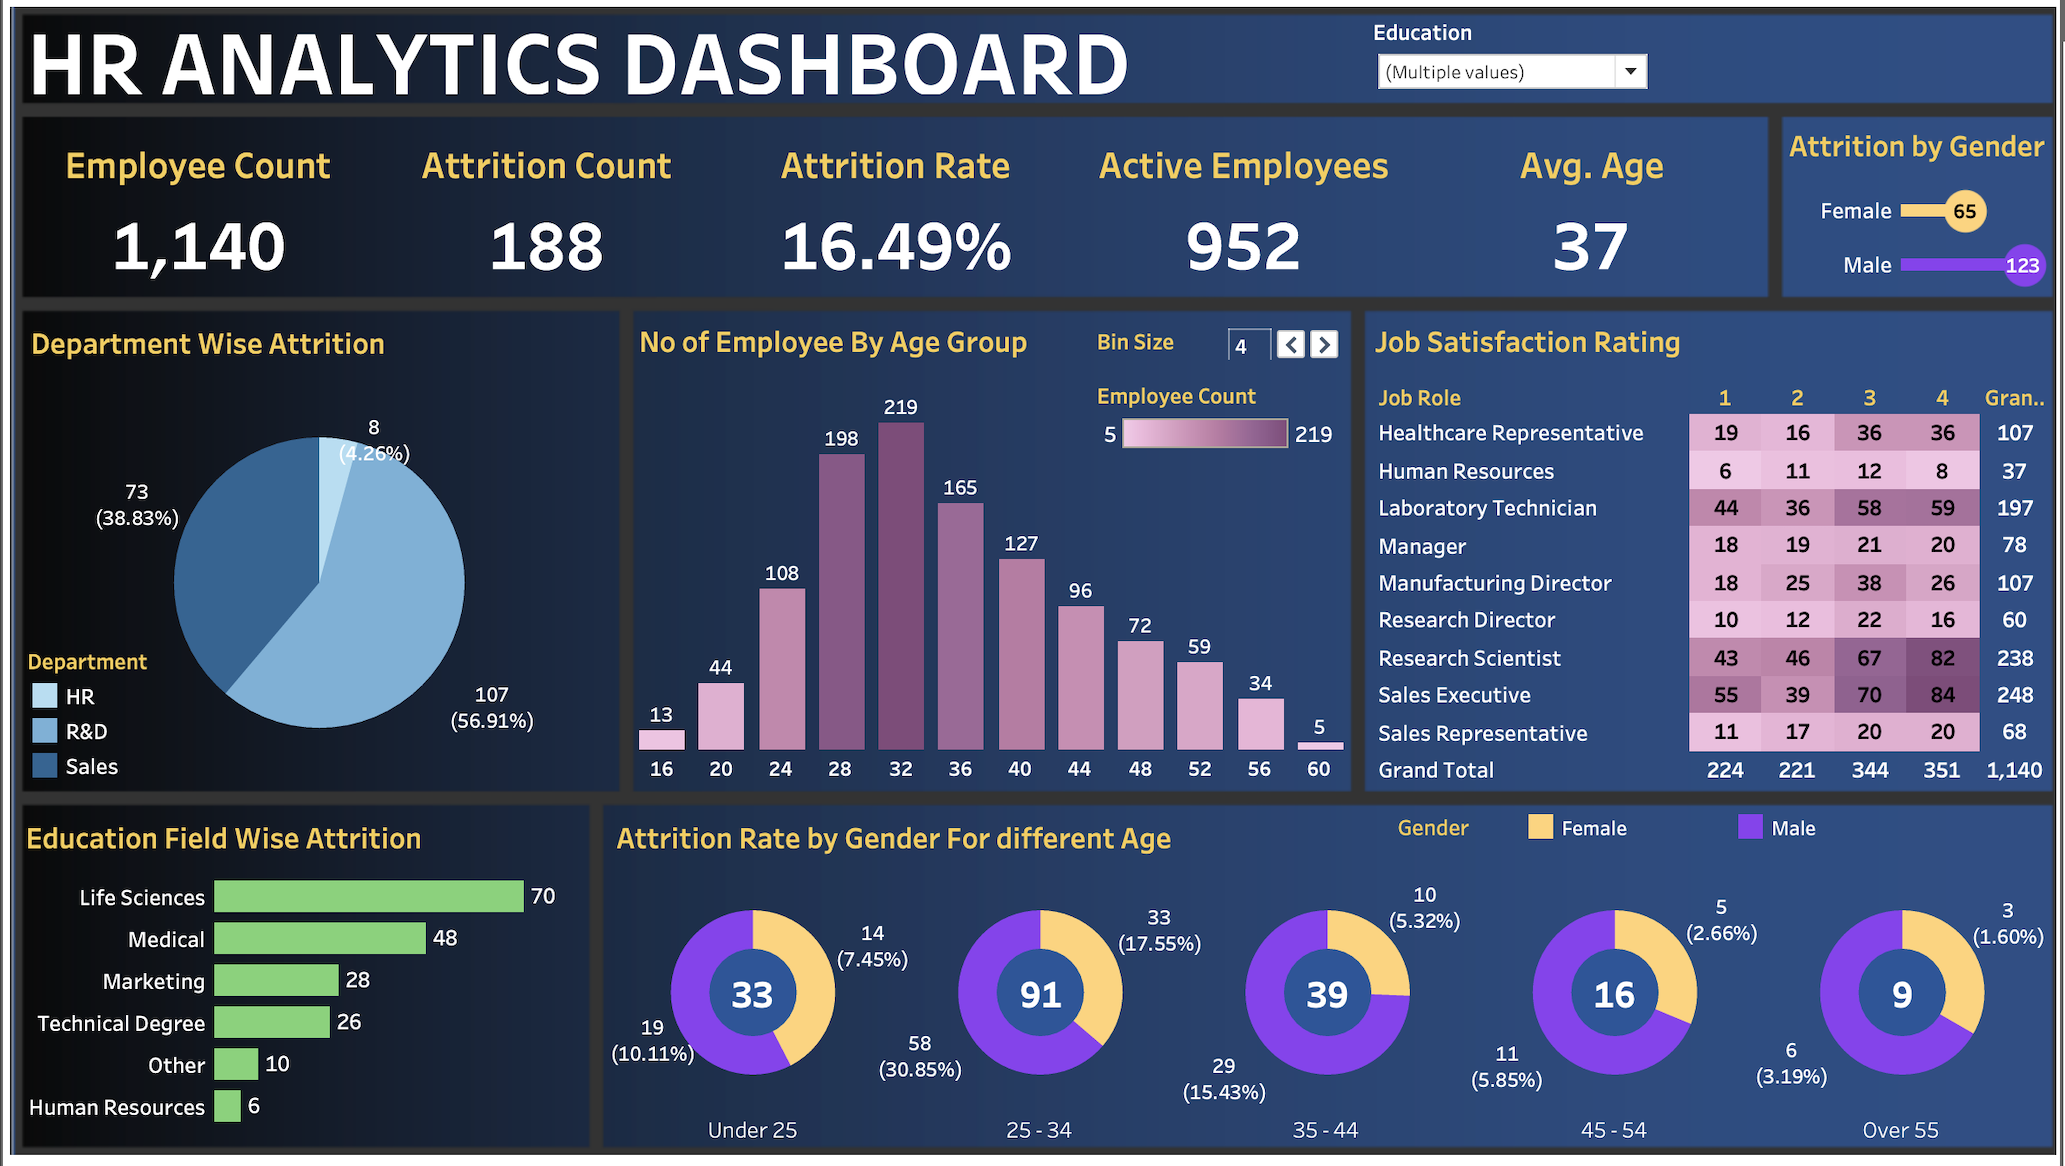 HR ANALYTICS DASHBOARD
Education
(Multiple values)
Employee Count
1,140
Attrition Count
188
Attrition Rate
16.49%
Active Employees
952
Avg. Age
37
Attrition by Gender
Female 65
Male 123
Department Wise Attrition
8
(4.26%)
73
(38.83%)
107
(56.91%)
Department
HR
R&D
Sales
No of Employee By Age Group
Bin Size 4
Employee Count
5 219
13 44 108 198 219 165 127 96 72 59 34 5
16 20 24 28 32 36 40 44 48 52 56 60
Job Satisfaction Rating
Job Role 1 2 3 4 Gran..
Healthcare Representative 19 16 36 36 107
Human Resources 6 11 12 8 37
Laboratory Technician 44 36 58 59 197
Manager 18 19 21 20 78
Manufacturing Director 18 25 38 26 107
Research Director 10 12 22 16 60
Research Scientist 43 46 67 82 238
Sales Executive 55 39 70 84 248
Sales Representative 11 17 20 20 68
Grand Total 224 221 344 351 1,140
Education Field Wise Attrition
Life Sciences 70
Medical 48
Marketing 28
Technical Degree 26
Other 10
Human Resources 6
Attrition Rate by Gender For different Age
Gender Female Male
14
(7.45%)
33
19
(10.11%)
Under 25
33
(17.55%)
91
58
(30.85%)
25 - 34
10
(5.32%)
39
29
(15.43%)
35 - 44
5
(2.66%)
16
11
(5.85%)
45 - 54
3
(1.60%)
9
6
(3.19%)
Over 55